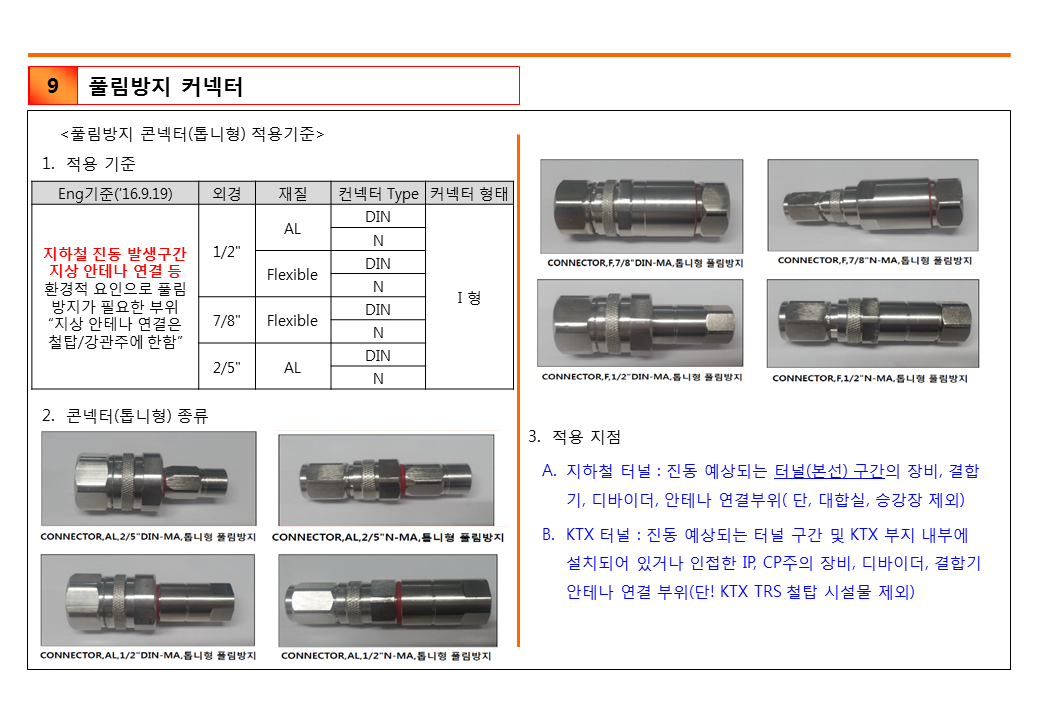 9 풀림방지 커넥터
<풀림방지 콘넥터(톱니형) 적용기준>
1. 적용 기준
Eng기준('16.9.19) 외경 재질 컨넥터 Type 커넥터 형태
지하철 진동 발생구간
지상 안테나 연결 등
환경적 요인으로 풀림
방지가 필요한 부위
“지상 안테나 연결은
철탑/강관주에 한함”
1/2" AL DIN
N
Flexible DIN
N
7/8" Flexible DIN
N
2/5" AL DIN
N
I 형
2. 콘넥터(톱니형) 종류
CONNECTOR,AL,2/5"DIN-MA,톱니형 풀림방지
CONNECTOR,AL,2/5"N-MA,톱니형 풀림방지
CONNECTOR,AL,1/2"DIN-MA,톱니형 풀림방지
CONNECTOR,AL,1/2"N-MA,톱니형 풀림방지
CONNECTOR,F,7/8"DIN-MA,톱니형 풀림방지
CONNECTOR,F,7/8"N-MA,톱니형 풀림방지
CONNECTOR,F,1/2"DIN-MA,톱니형 풀림방지
CONNECTOR,F,1/2"N-MA,톱니형 풀림방지
3. 적용 지점
A. 지하철 터널 : 진동 예상되는 터널(본선) 구간의 장비, 결합
기, 디바이더, 안테나 연결부위( 단, 대합실, 승강장 제외)
B. KTX 터널 : 진동 예상되는 터널 구간 및 KTX 부지 내부에
설치되어 있거나 인접한 IP, CP주의 장비, 디바이더, 결합기
안테나 연결 부위(단! KTX TRS 철탑 시설물 제외)